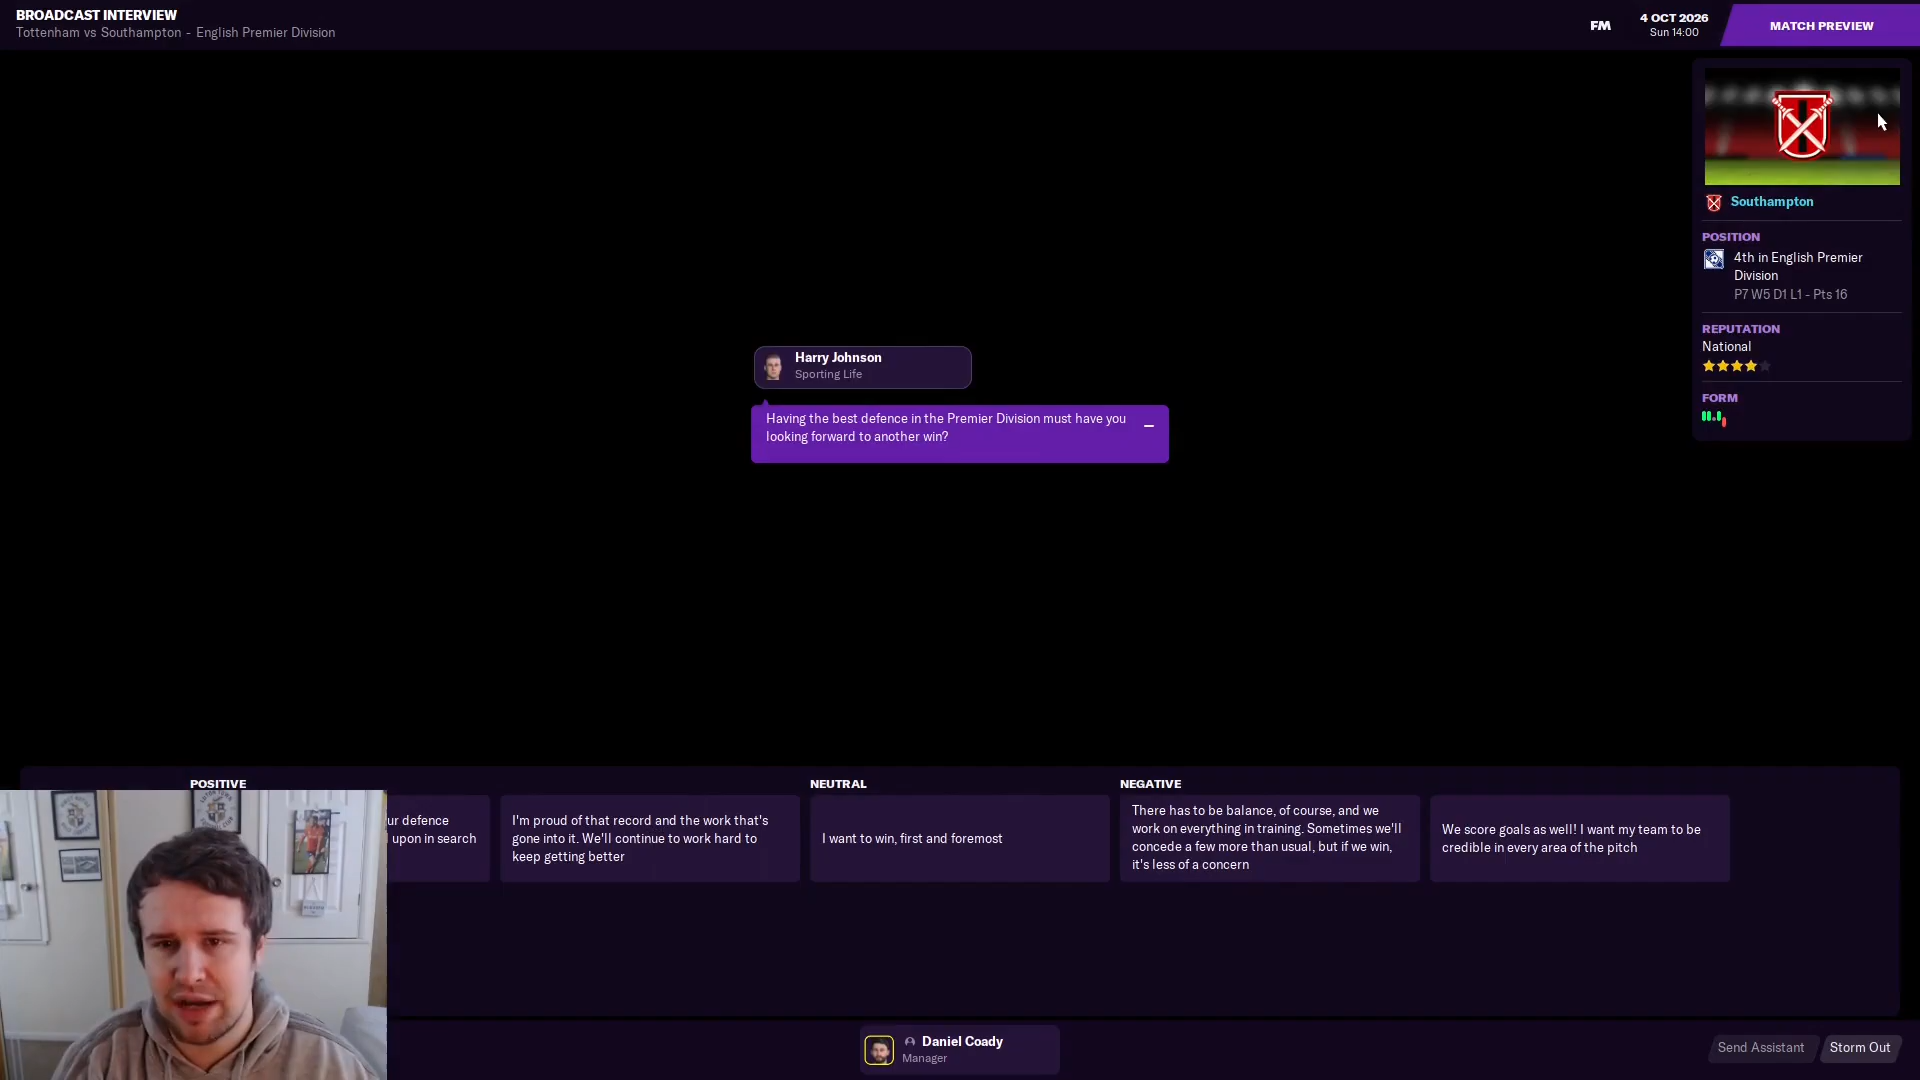 BROADCAST INTERVIEW
Tottenham vs Southampton - English Premier Division
FM
4 OCT 2026
Sun 14:00
MATCH PREVIEW
Southampton
POSITION
4th in English Premier
Division
P7 W5 D1 L1 - Pts 16
REPUTATION
National
FORM
Harry Johnson
Sporting Life
Having the best defence in the Premier Division must have you
looking forward to another win?
POSITIVE
ur defence
upon in search
I'm proud of that record and the work that's
gone into it. We'll continue to work hard to
keep getting better
NEUTRAL
I want to win, first and foremost
NEGATIVE
There has to be balance, of course, and we
work on everything in training. Sometimes we'll
concede a few more than usual, but if we win,
it's less of a concern
We score goals as well! I want my team to be
credible in every area of the pitch
Daniel Coady
Manager
Send Assistant
Storm Out